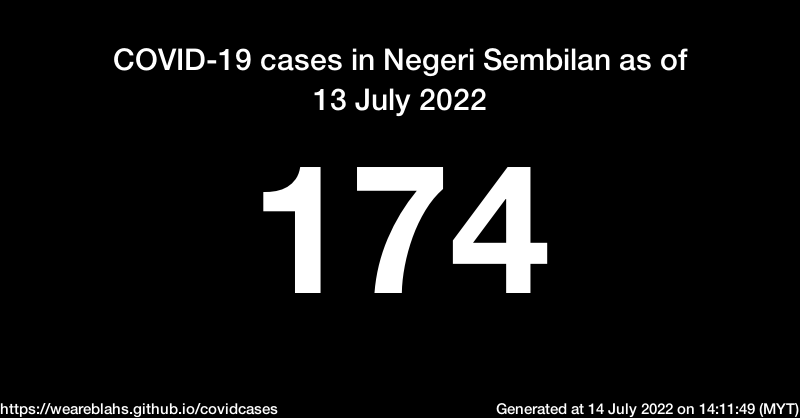 COVID-19 cases in Negeri Sembilan as of
13 July 2022
174
https://weareblahs.github.io/covidcases
Generated at 14 July 2022 on 14:11:49 (MYT)